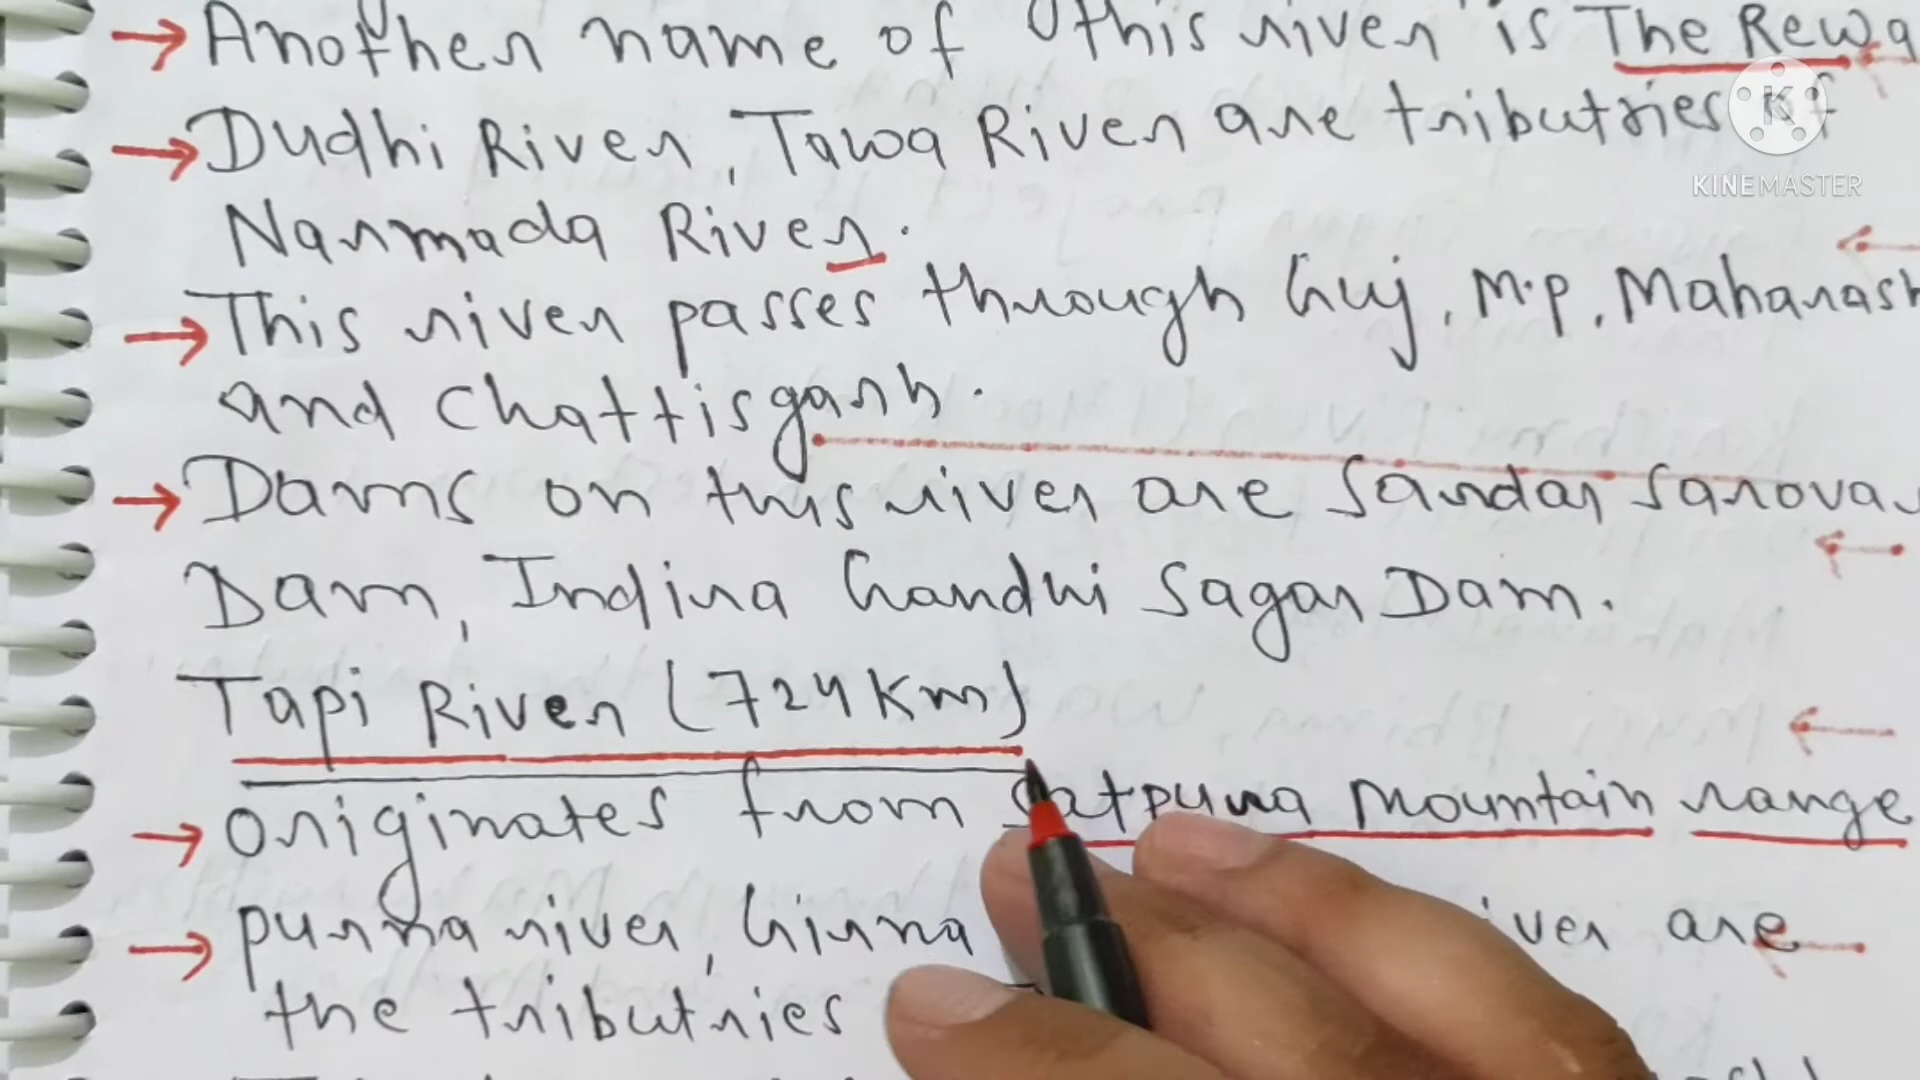 Another name of this river is The Rewa
Dudhi River, Tawa River are tributries of
Narmada River.
This river passes through Guj, M.P, Maharash
and Chattisgarh.
Dams on this river are Sardar Sarova
Dam, Indira Gandhi Sagar Dam.
Tapi River (724 Km)
originates from Satpura Mountain range
purna river, Girna iver are
the tributries
KINEMASTER